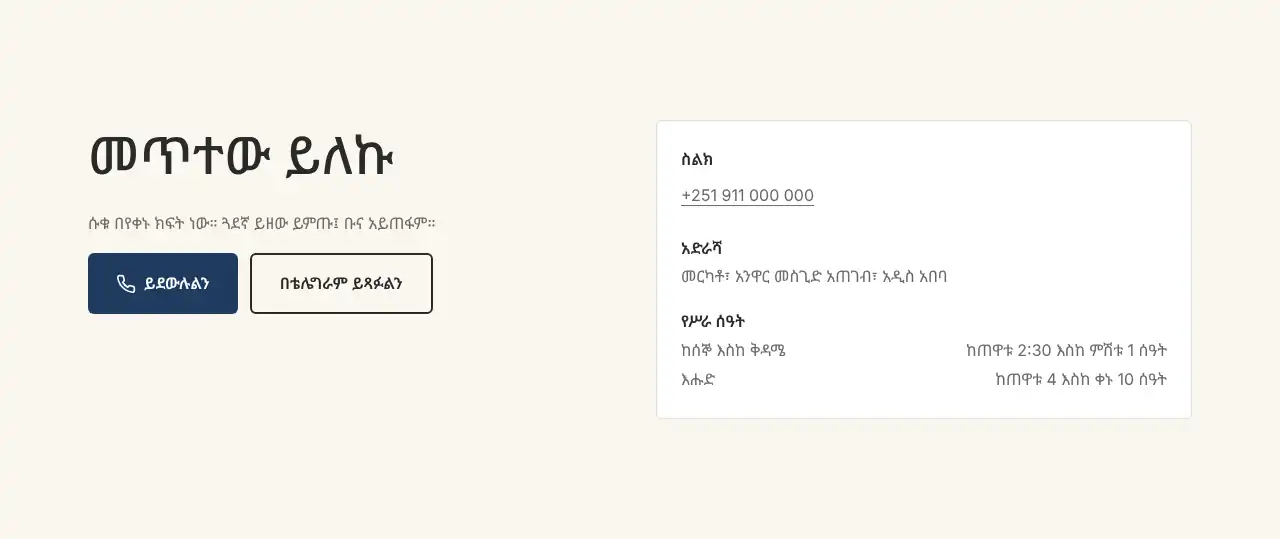 መጥተው ይለኩ
ሱቁ በየቀኑ ክፍት ነው። ጓደኛ ይዘው ይምጡ፤ ቡና አይጠፋም።
ይደውሉልን
በቴሌግራም ይጻፉልን
ስልክ
+251 911 000 000
አድራሻ
መርካቶ፣ አንዋር መስጊድ አጠገብ፣ አዲስ አበባ
የሥራ ሰዓት
ከሰኞ እስከ ቅዳሜ ከጠዋቱ 2:30 እስከ ምሽቱ 1 ሰዓት
እሑድ ከጠዋቱ 4 እስከ ቀኑ 10 ሰዓት